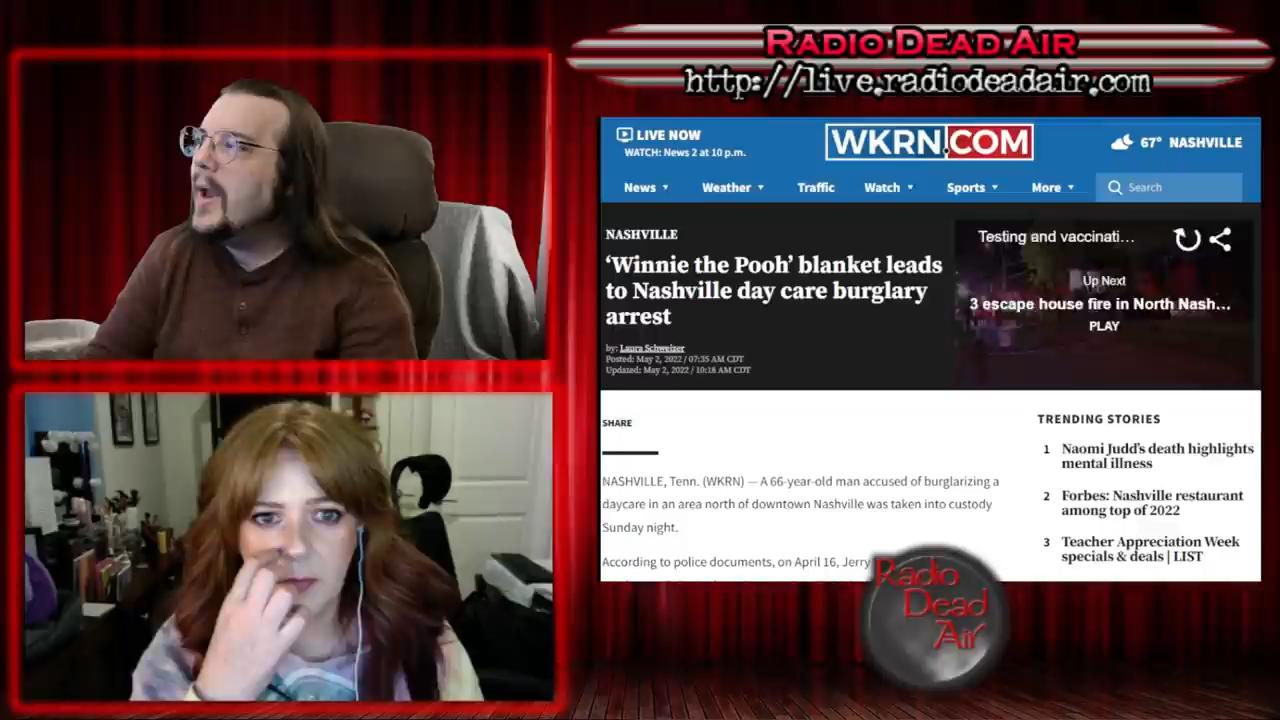 RADIO DEAD AIR
http://live.radiodeadair.com
LIVE NOW
WATCH: News 2 at 10 p.m.
WKRN.COM
67° NASHVILLE
News
Weather
Traffic
Watch
Sports
More
Search
NASHVILLE
‘Winnie the Pooh’ blanket leads
to Nashville day care burglary
arrest
by: Laura Schweizer
Posted: May 2, 2022 / 07:35 AM CDT
Updated: May 2, 2022 / 10:18 AM CDT
Testing and vaccinati…
Up Next
3 escape house fire in North Nash…
PLAY
SHARE
NASHVILLE, Tenn. (WKRN) — A 66-year-old man accused of burglarizing a
daycare in an area north of downtown Nashville was taken into custody
Sunday night.
According to police documents, on April 16, Jerry
TRENDING STORIES
1 Naomi Judd’s death highlights
mental illness
2 Forbes: Nashville restaurant
among top of 2022
3 Teacher Appreciation Week
specials & deals | LIST
Radio
Dead
Air